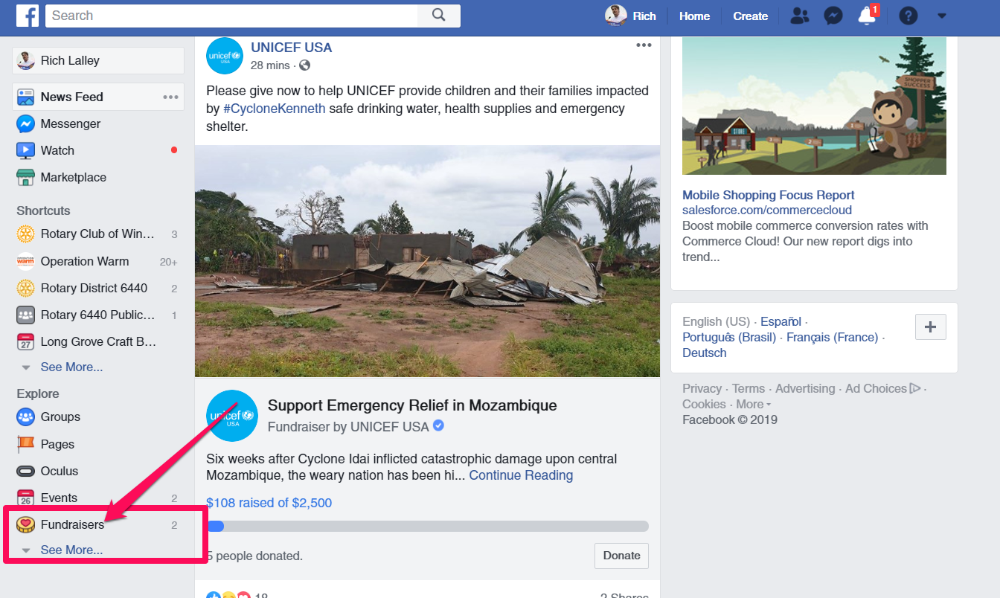 Search
Rich
Home
Create
1
Rich Lalley
News Feed
Messenger
Watch
Marketplace
Shortcuts
Rotary Club of Win... 3
Operation Warm 20+
Rotary District 6440 2
Rotary 6440 Public... 1
27 Long Grove Craft B...
See More...
Explore
Groups
Pages
Oculus
26 Events 2
Fundraisers 2
See More...
unicef
USA
UNICEF USA
28 mins ·
Please give now to help UNICEF provide children and their families impacted
by #CycloneKenneth safe drinking water, health supplies and emergency
shelter.
unicef
USA
Support Emergency Relief in Mozambique
Fundraiser by UNICEF USA
Six weeks after Cyclone Idai inflicted catastrophic damage upon central
Mozambique, the weary nation has been hi... Continue Reading
$108 raised of $2,500
5 people donated.
Donate
18
2 Shares
SHOPPER
SUCCESS
STORE
Mobile Shopping Focus Report
salesforce.com/commercecloud
Boost mobile commerce conversion rates with
Commerce Cloud! Our new report digs into
trend...
English (US) · Español ·
Português (Brasil) · Français (France) ·
Deutsch
Privacy · Terms · Advertising · Ad Choices ·
Cookies · More
Facebook © 2019